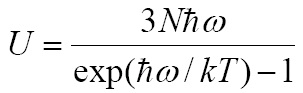 U = 3Nħω / exp(ħω / kT) − 1